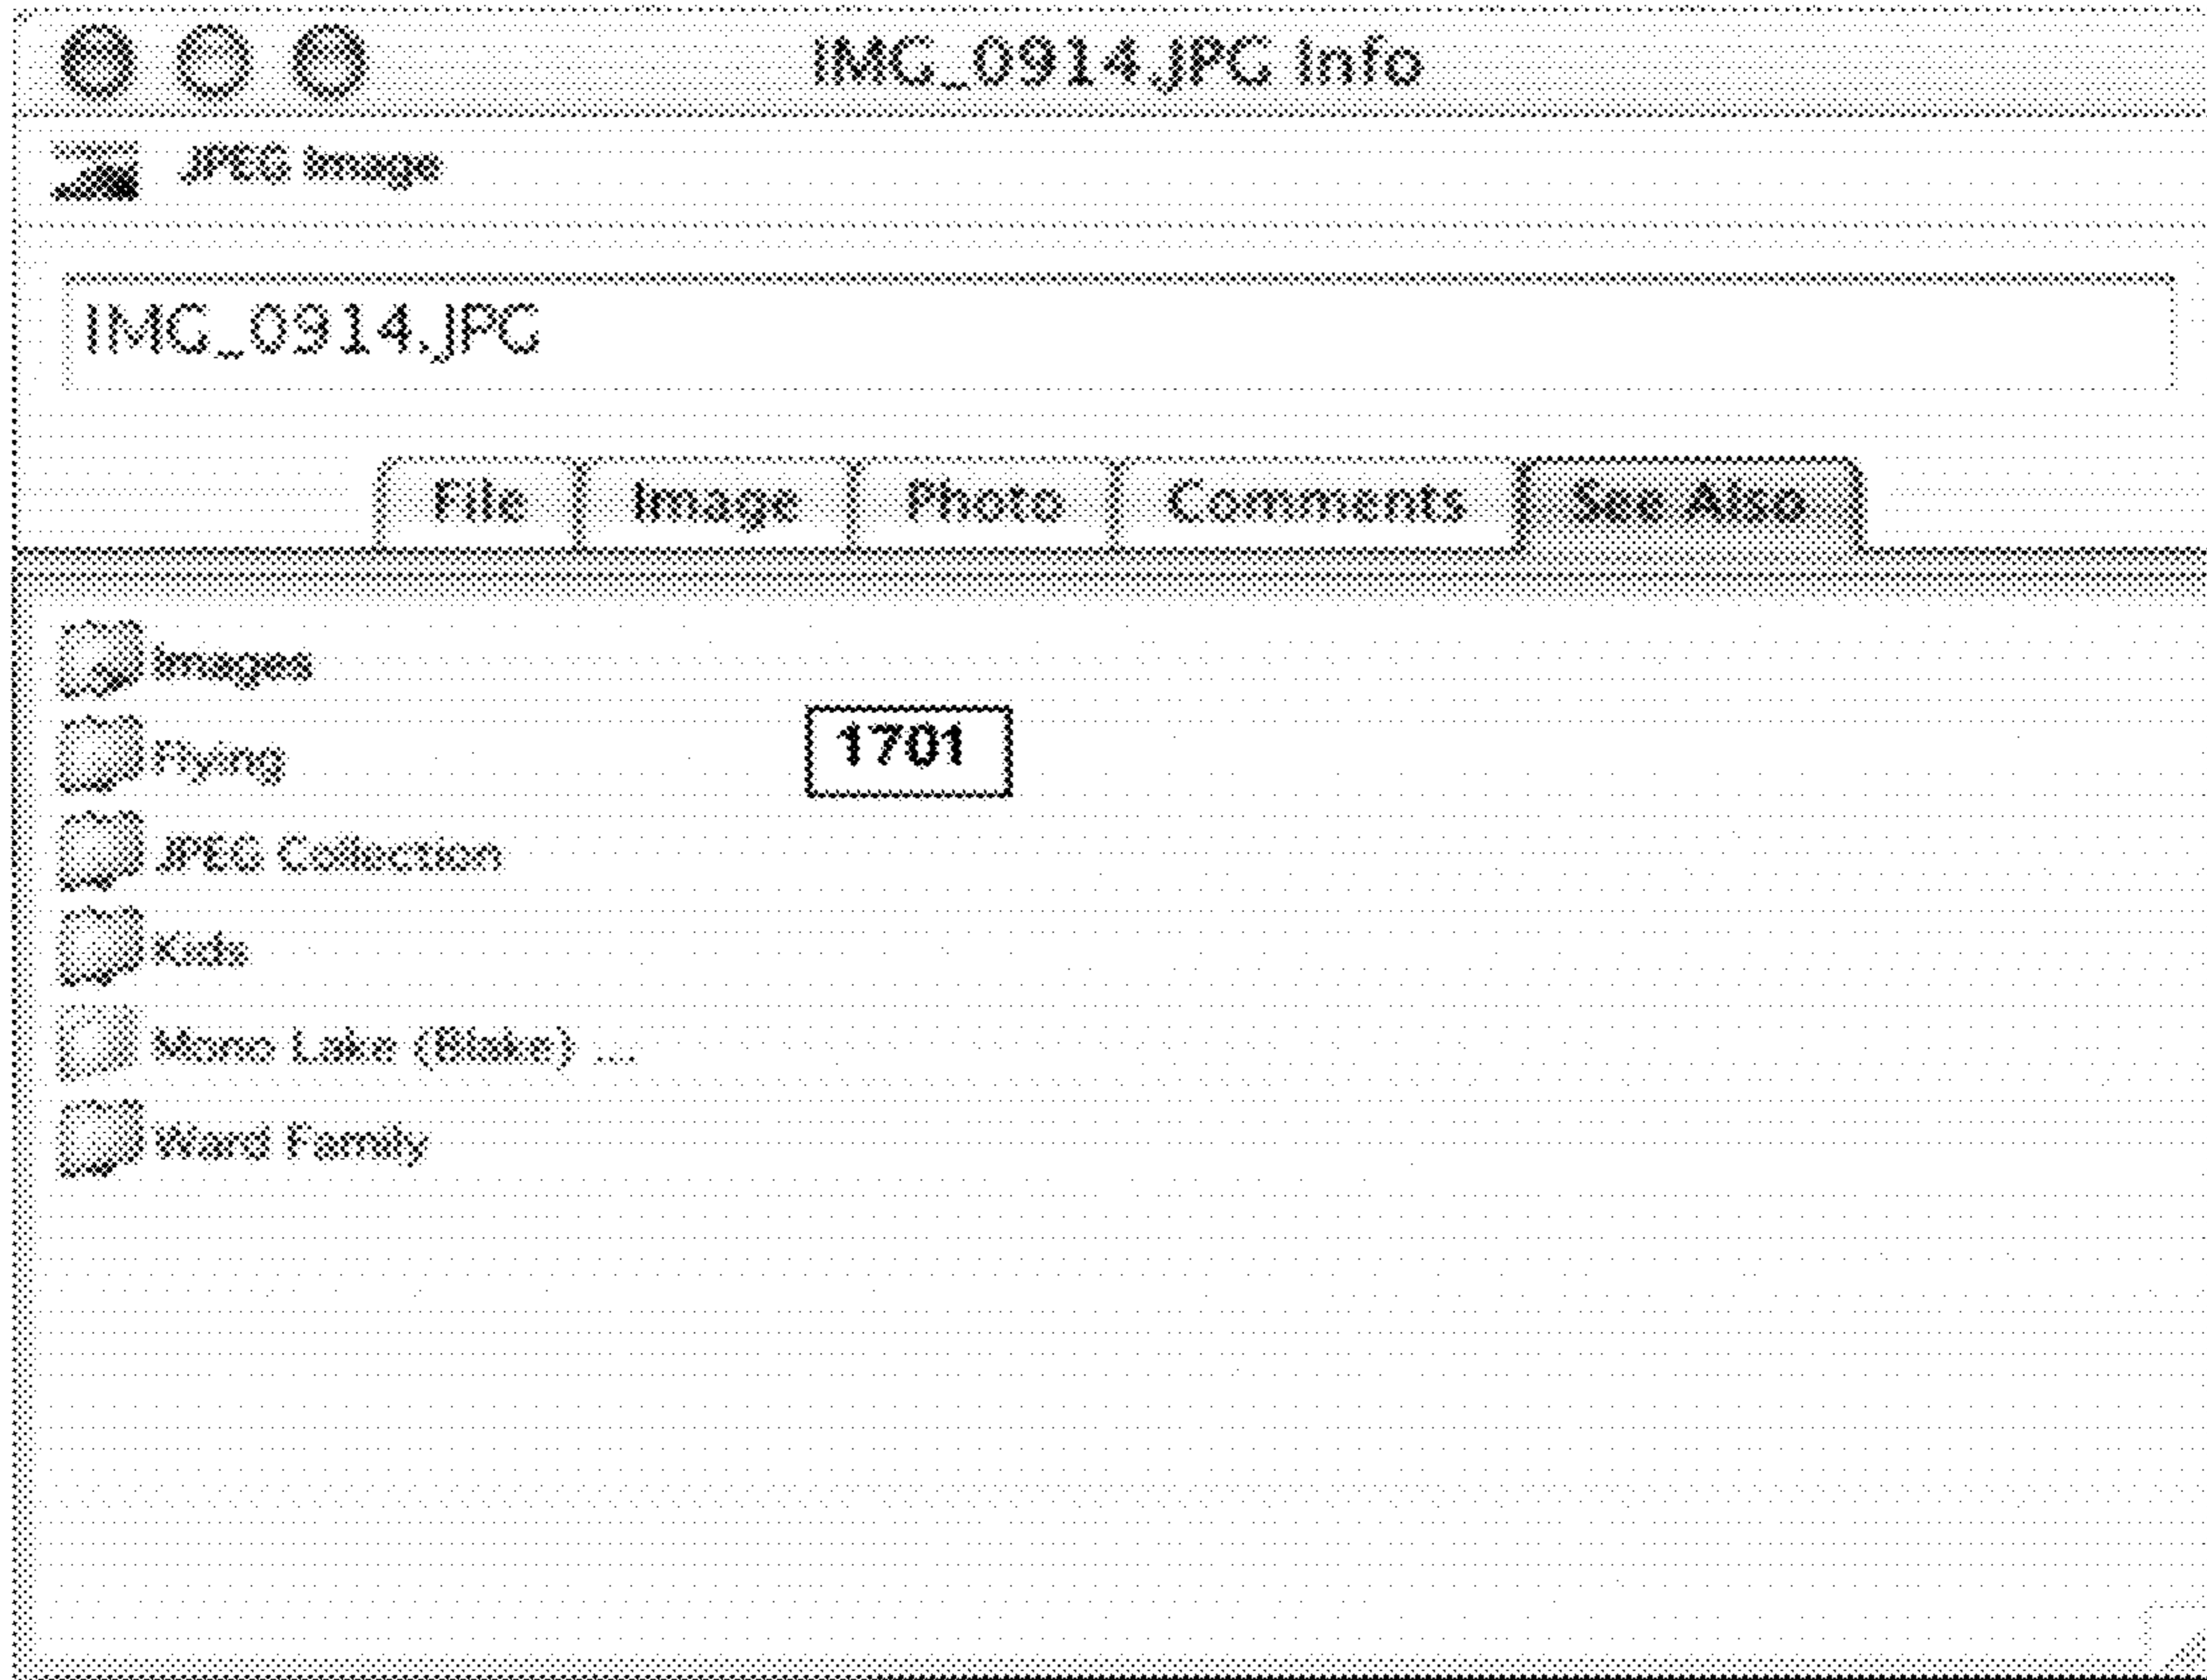 IMG_0914.JPG Info
JPEG Image
IMG_0914.JPG
File Image Photo Comments See Also
Images
Flying
1701
JPEG Collection
Kids
Mono Lake (Blake) ...
Ward Family